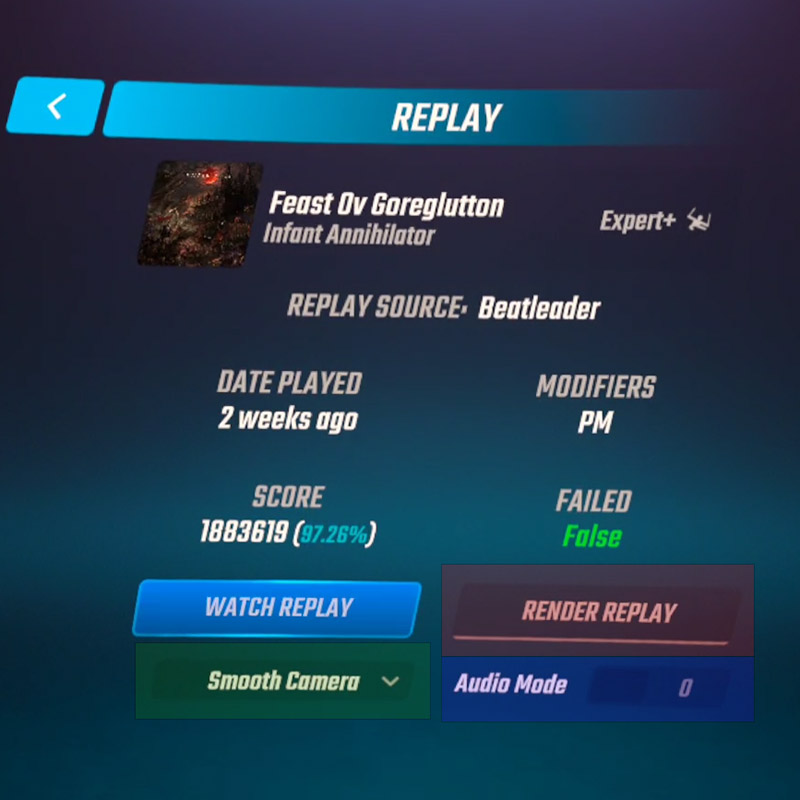 REPLAY
Feast Ov Goreglutton
Infant Annihilator
Expert+
REPLAY SOURCE: Beatleader
DATE PLAYED
2 weeks ago
MODIFIERS
PM
SCORE
1883619 (97.26%)
FAILED
False
WATCH REPLAY
RENDER REPLAY
Smooth Camera
Audio Mode 0